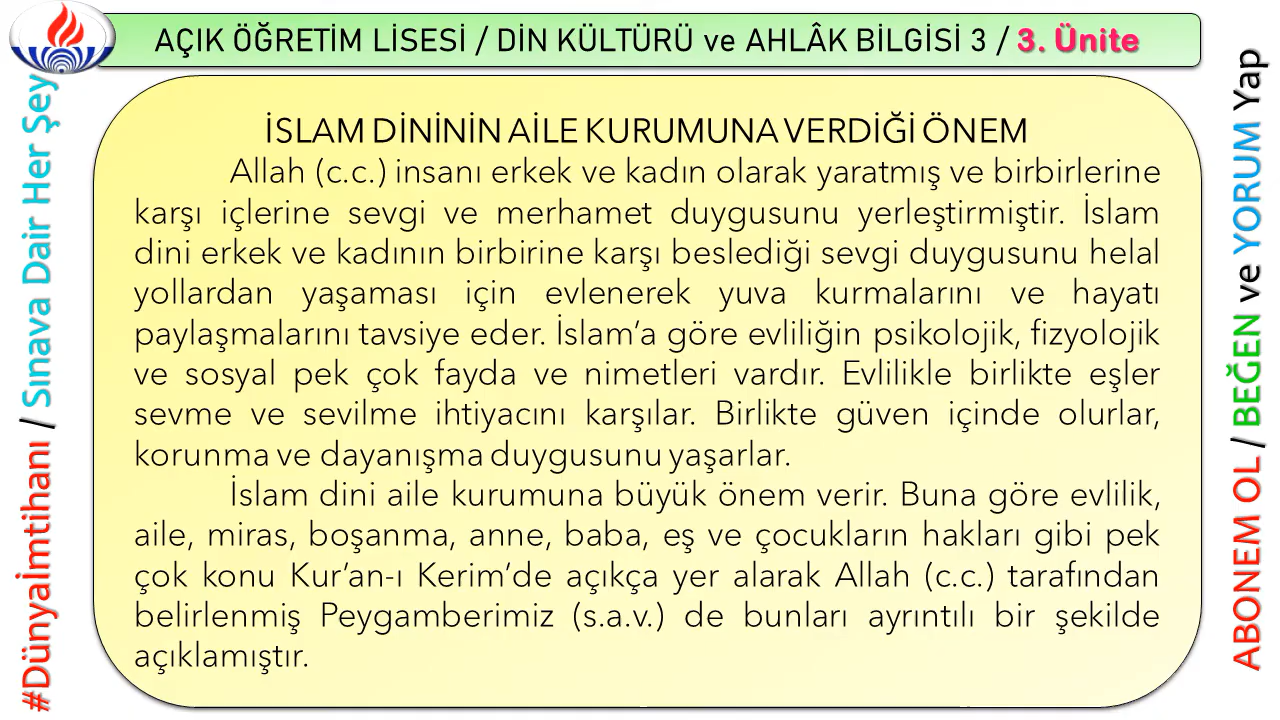 AÇIK ÖĞRETİM LİSESİ / DİN KÜLTÜRÜ ve AHLÂK BİLGİSİ 3 / 3. Ünite
#Dünyaİmtihanı / Sınava Dair Her Şey
İSLAM DİNİNİN AİLE KURUMUNA VERDİĞİ ÖNEM
Allah (c.c.) insanı erkek ve kadın olarak yaratmış ve birbirlerine
karşı içlerine sevgi ve merhamet duygusunu yerleştirmiştir. İslam
dini erkek ve kadının birbirine karşı beslediği sevgi duygusunu helal
yollardan yaşaması için evlenerek yuva kurmalarını ve hayatı
paylaşmalarını tavsiye eder. İslam’a göre evliliğin psikolojik, fizyolojik
ve sosyal pek çok fayda ve nimetleri vardır. Evlilikle birlikte eşler
sevme ve sevilme ihtiyacını karşılar. Birlikte güven içinde olurlar,
korunma ve dayanışma duygusunu yaşarlar.
İslam dini aile kurumuna büyük önem verir. Buna göre evlilik,
aile, miras, boşanma, anne, baba, eş ve çocukların hakları gibi pek
çok konu Kur’an-ı Kerim’de açıkça yer alarak Allah (c.c.) tarafından
belirlenmiş Peygamberimiz (s.a.v.) de bunları ayrıntılı bir şekilde
açıklamıştır.
ABONEM OL / BEĞEN ve YORUM Yap